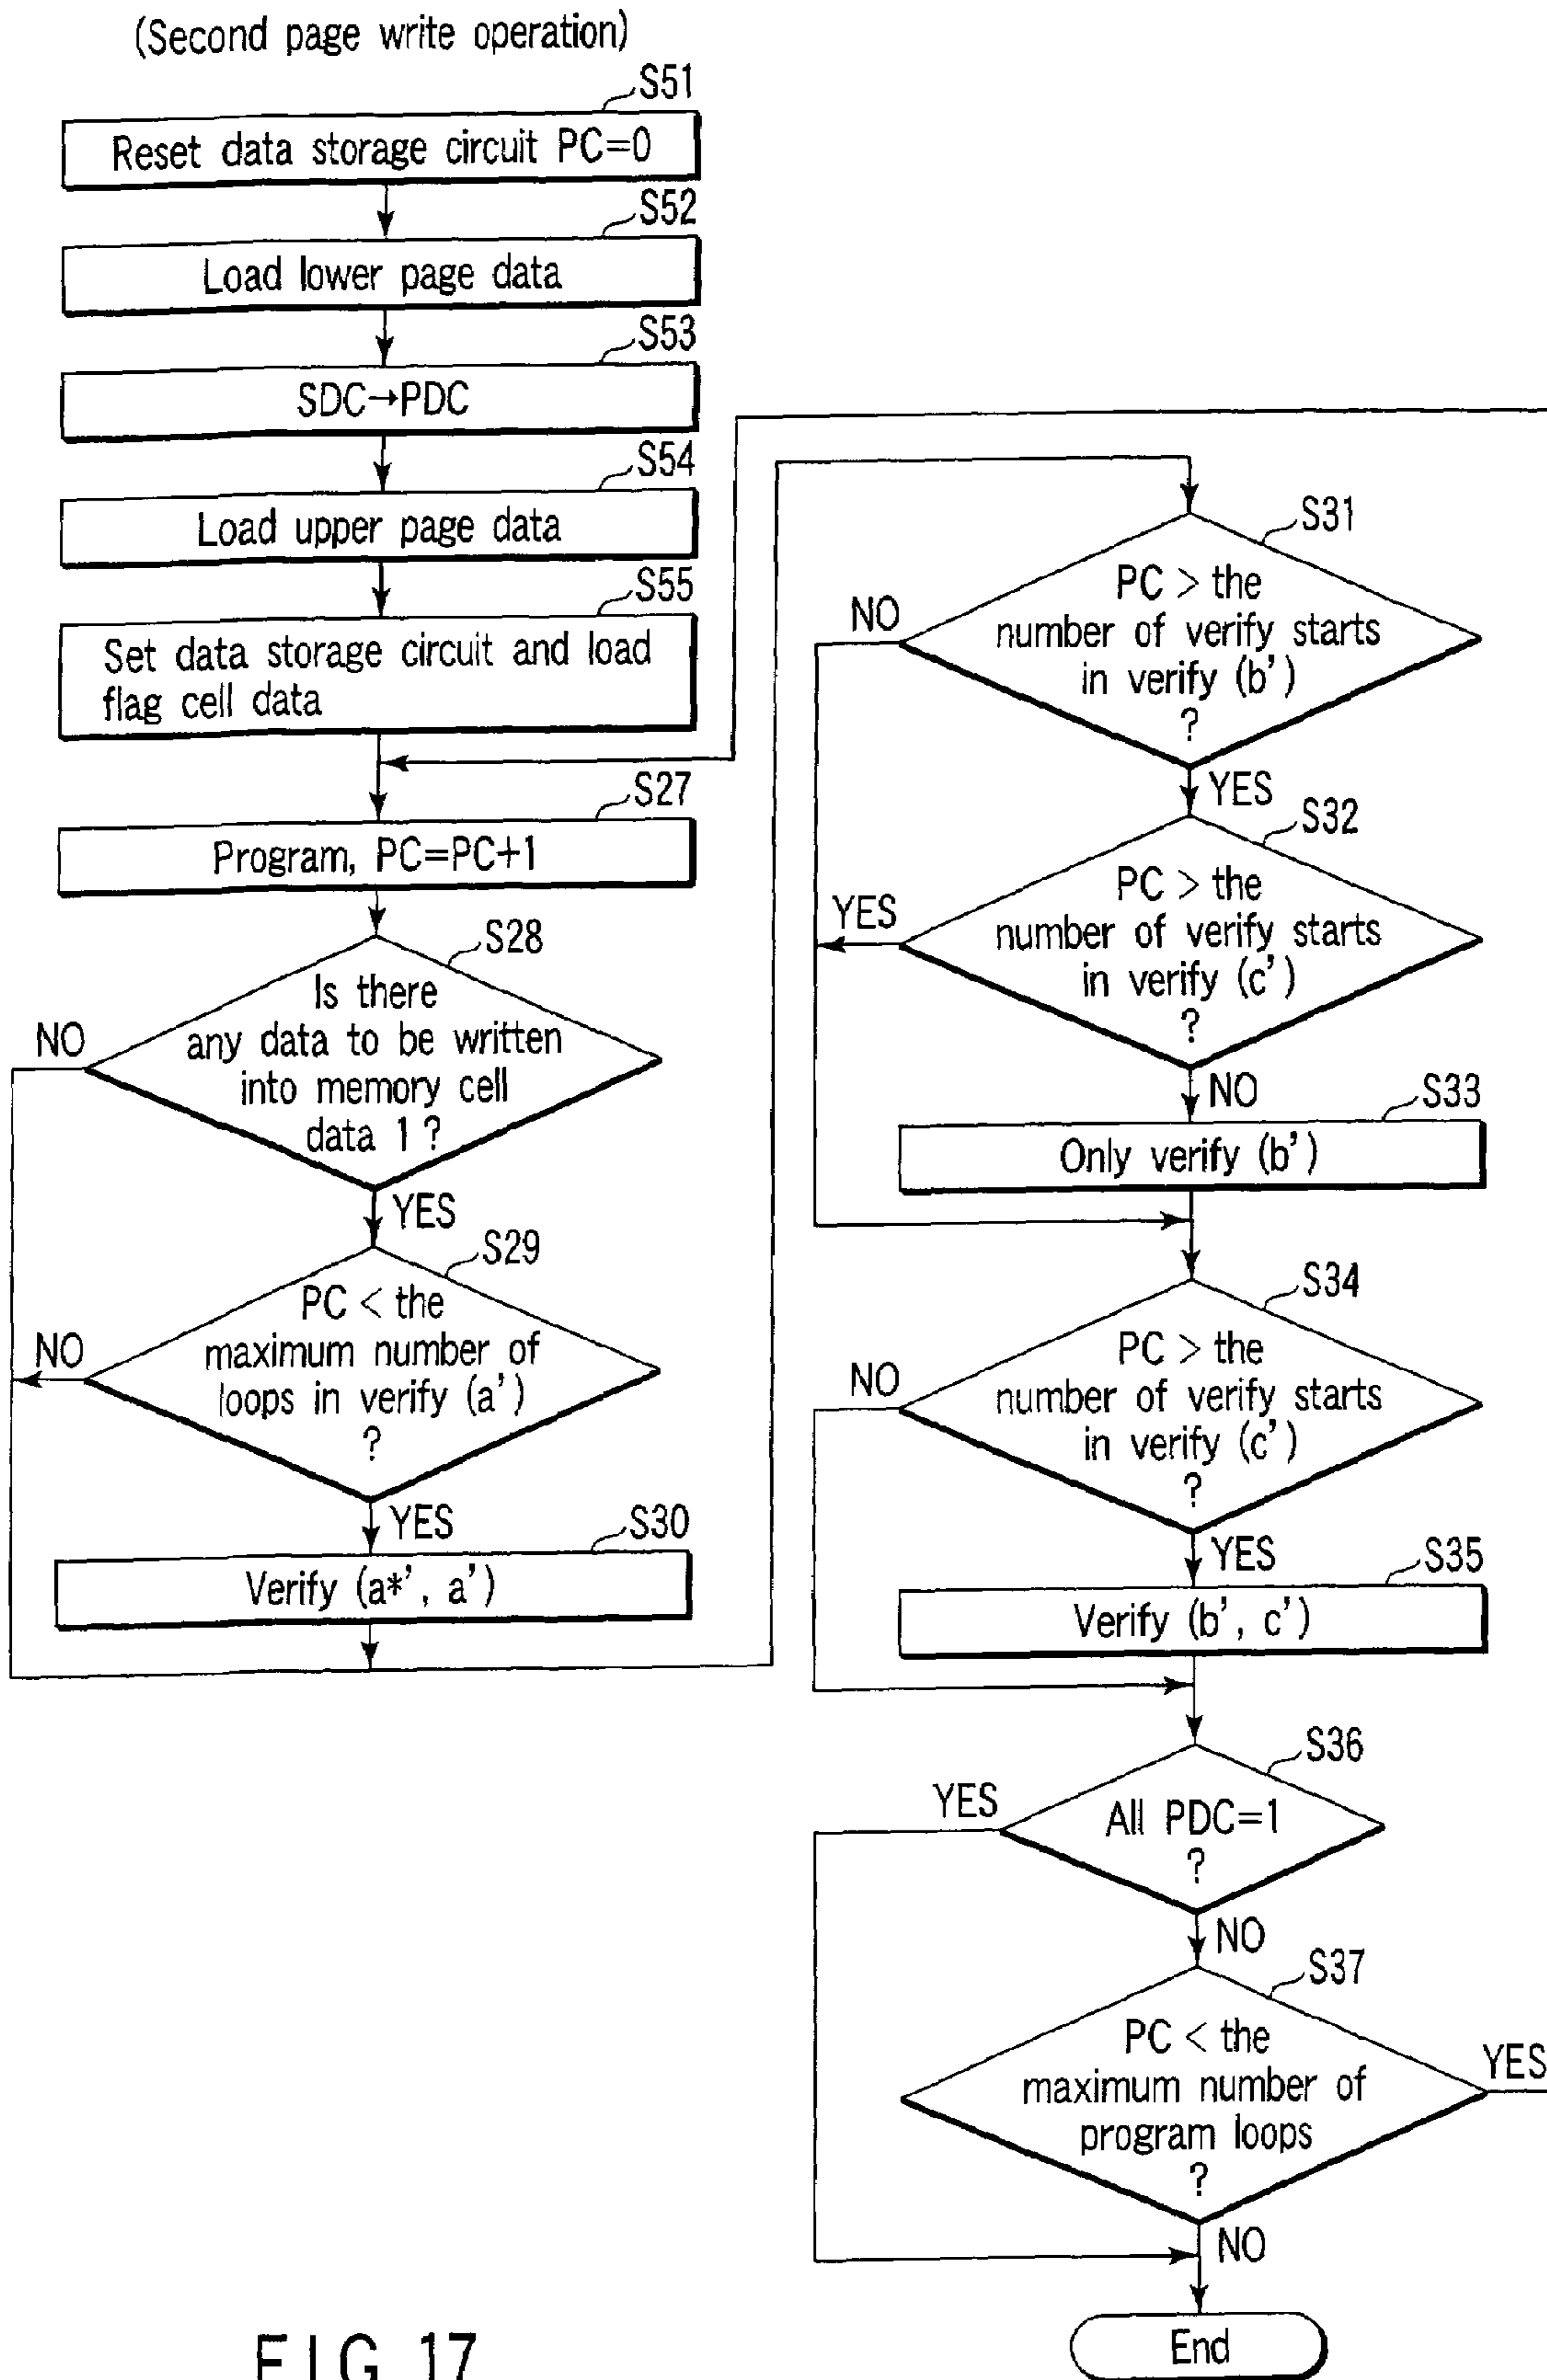 (Second page write operation)
S51
Reset data storage circuit PC=0
S52
Load lower page data
S53
SDC→PDC
S54
Load upper page data
S55
Set data storage circuit and load
flag cell data
S27
Program, PC=PC+1
S28
Is there
any data to be written
into memory cell
data 1 ?
NO
YES
S29
PC < the
maximum number of
loops in verify (a')
?
NO
YES
S30
Verify (a*', a')
S31
PC > the
number of verify starts
in verify (b')
?
NO
YES
S32
PC > the
number of verify starts
in verify (c')
?
YES
NO
S33
Only verify (b')
S34
PC > the
number of verify starts
in verify (c')
?
NO
YES
S35
Verify (b', c')
S36
All PDC=1
?
YES
NO
S37
PC < the
maximum number of
program loops
?
YES
NO
End
FIG. 17